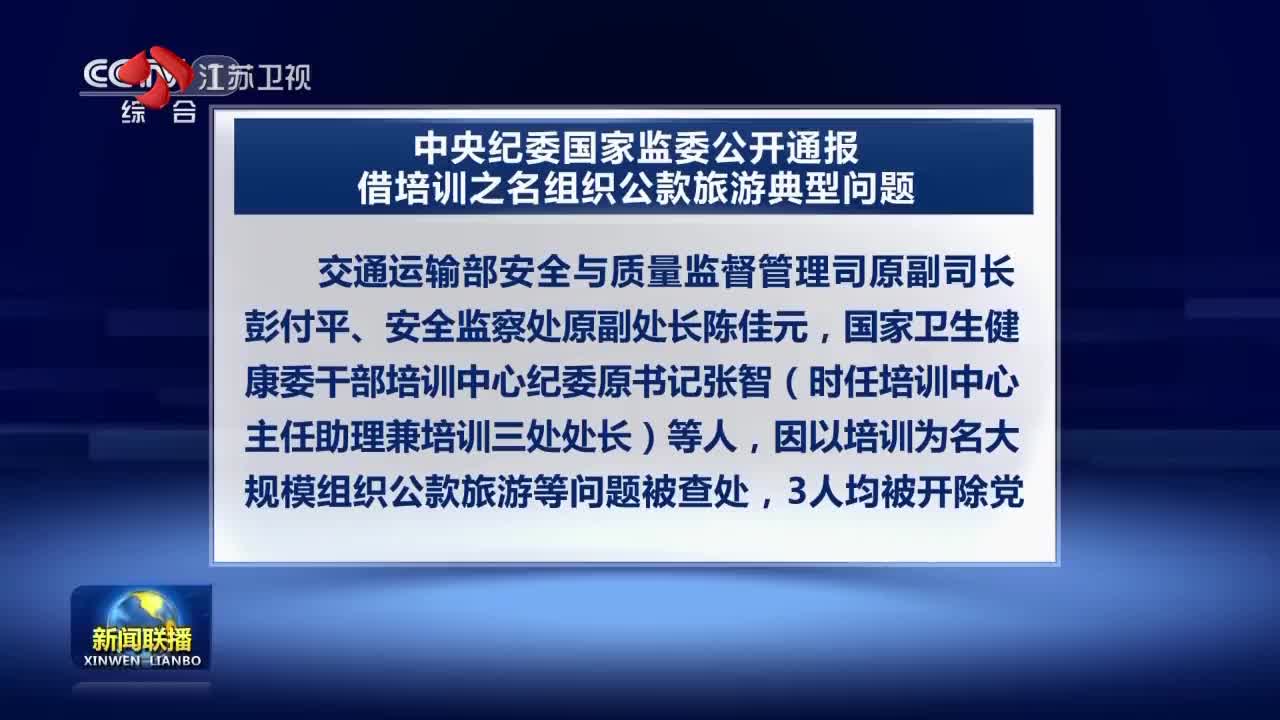 CCTV 江苏卫视
综合
中央纪委国家监委公开通报
借培训之名组织公款旅游典型问题
交通运输部安全与质量监督管理司原副司长
彭付平、安全监察处原副处长陈佳元，国家卫生健
康委干部培训中心纪委原书记张智（时任培训中心
主任助理兼培训三处处长）等人，因以培训为名大
规模组织公款旅游等问题被查处，3人均被开除党
新闻联播
XINWEN LIANBO